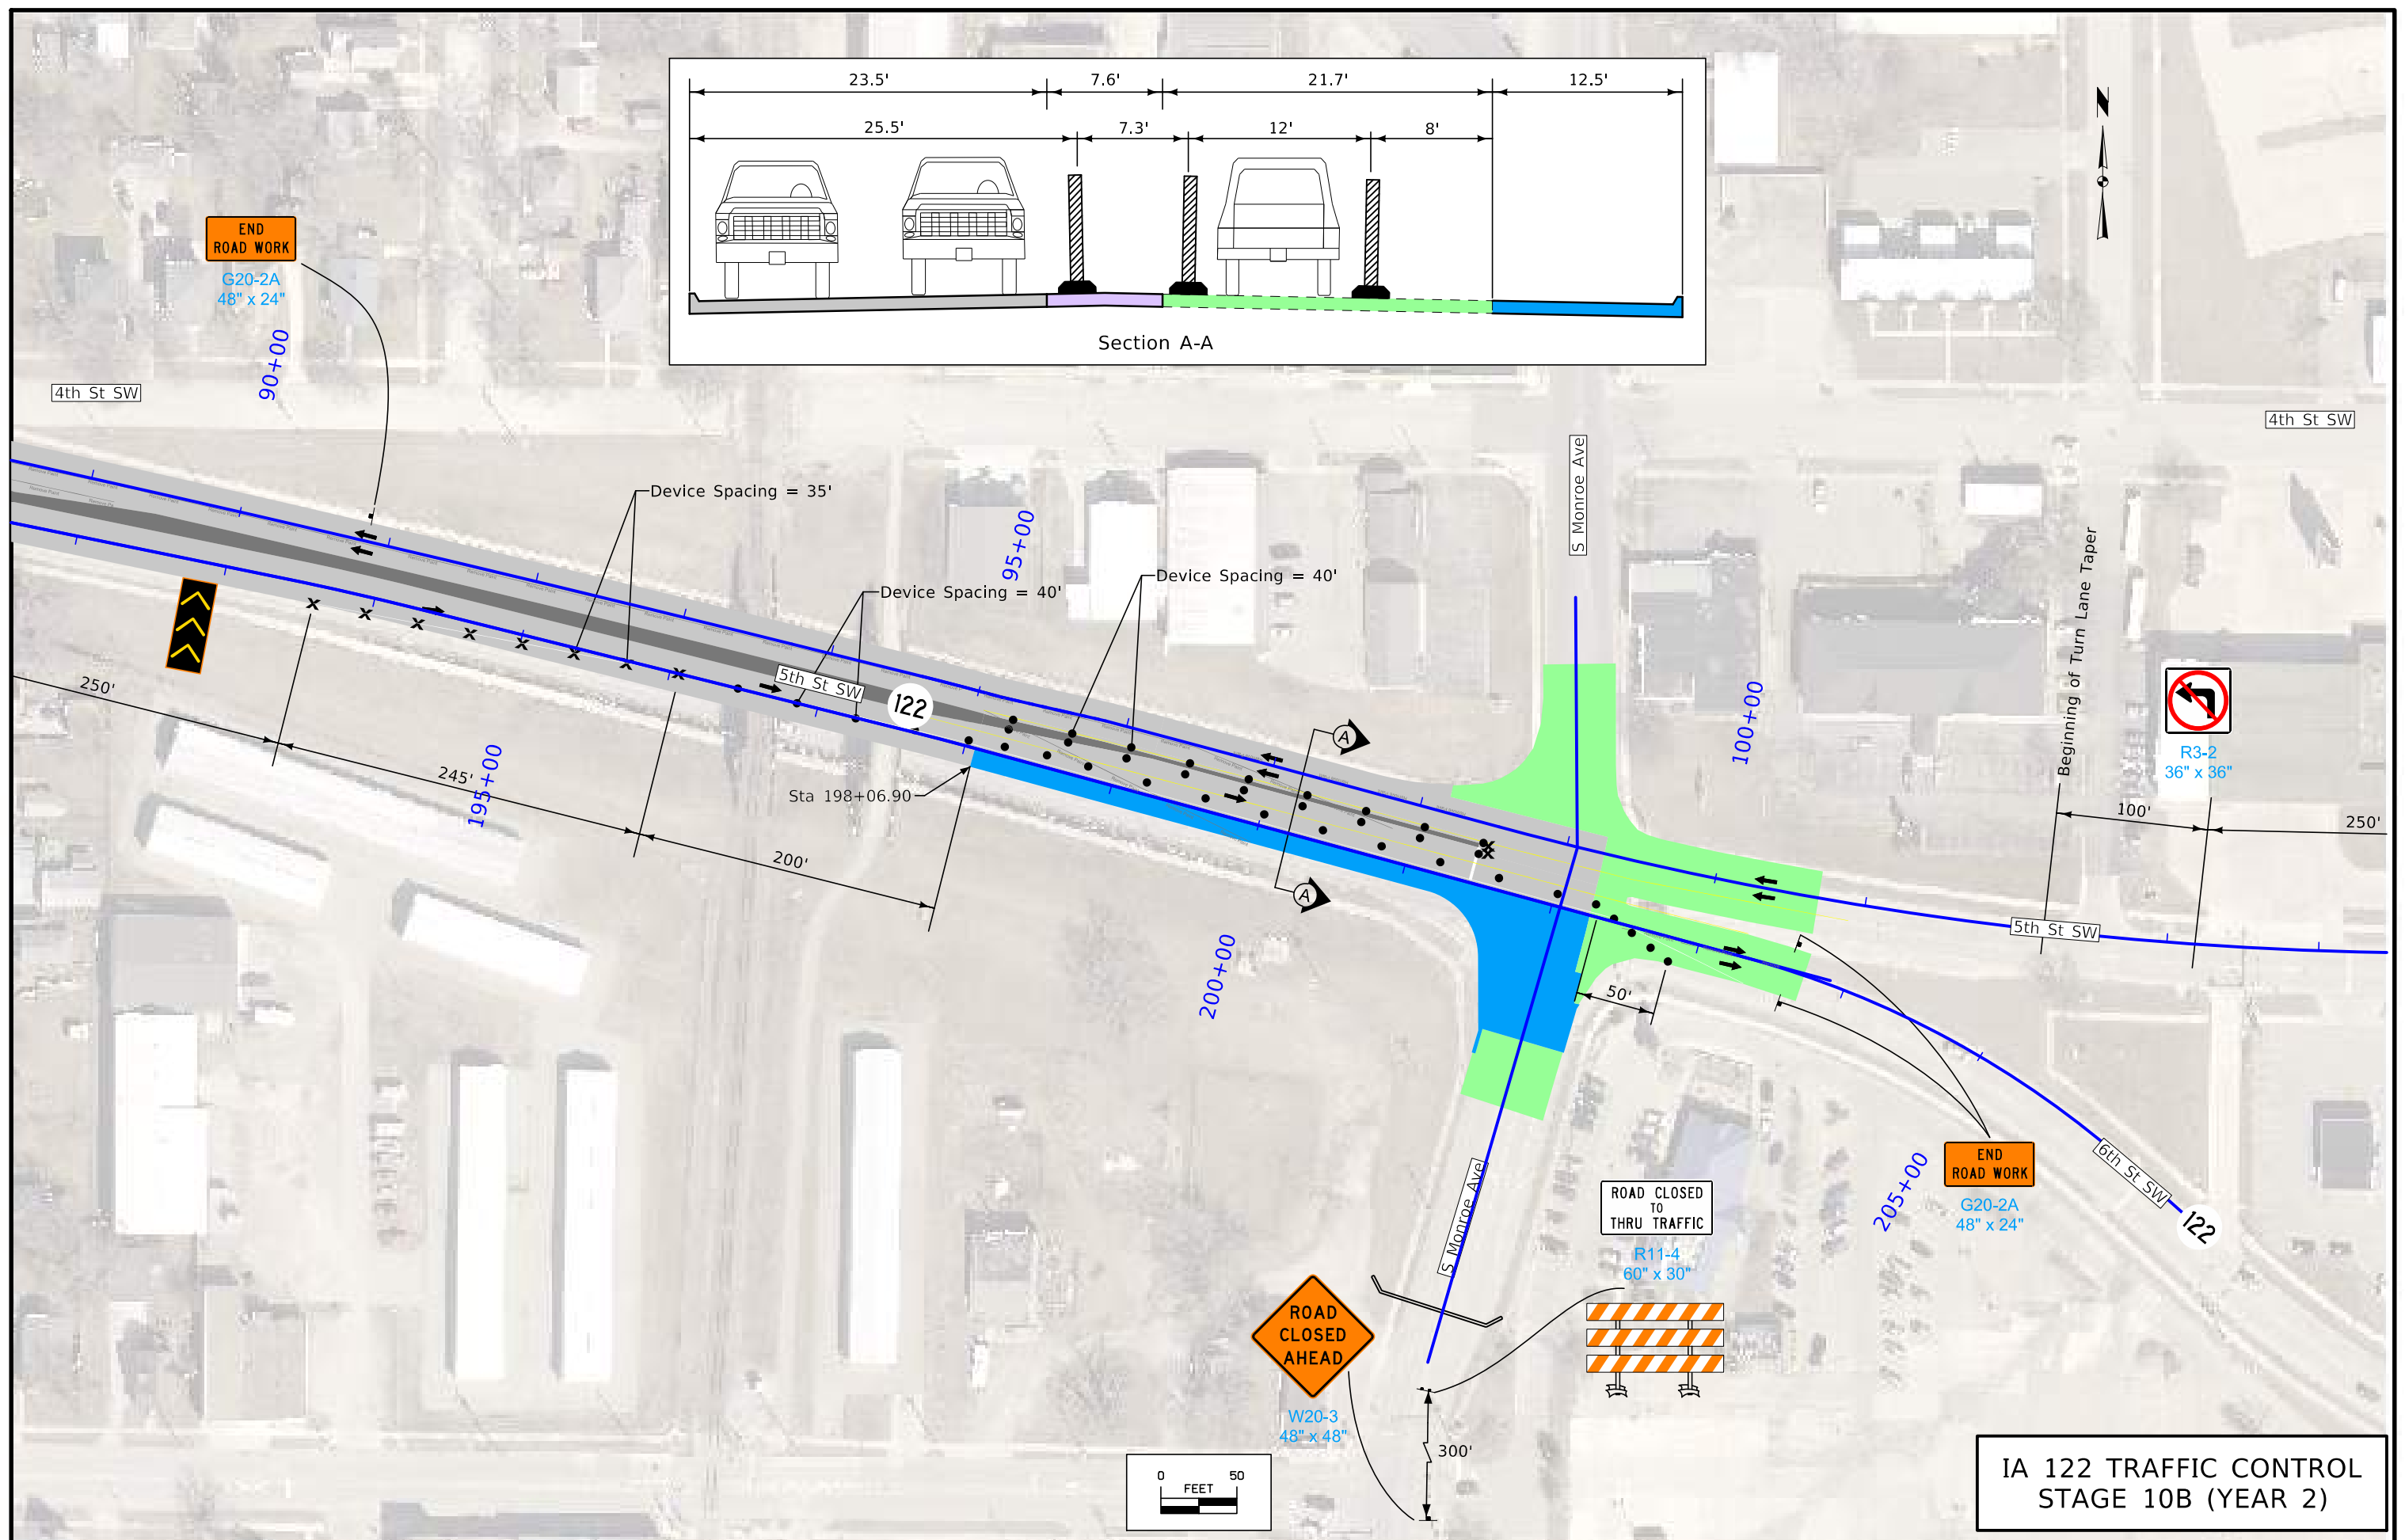 23.5'
7.6'
21.7'
12.5'
25.5'
7.3'
12'
8'
Section A-A
N
END
ROAD WORK
G20-2A
48" x 24"
90+00
4th St SW
4th St SW
Device Spacing = 35'
95+00
Device Spacing = 40'
Device Spacing = 40'
S Monroe Ave
Beginning of Turn Lane Taper
100+00
R3-2
36" x 36"
100'
250'
250'
5th St SW
122
A
A
245'
195+00
Sta 198+06.90
200'
5th St SW
200+00
50'
END
ROAD WORK
G20-2A
48" x 24"
6th St SW
122
205+00
S Monroe Ave
ROAD CLOSED
TO
THRU TRAFFIC
R11-4
60" x 30"
ROAD
CLOSED
AHEAD
W20-3
48" x 48"
300'
0 50
FEET
IA 122 TRAFFIC CONTROL
STAGE 10B (YEAR 2)